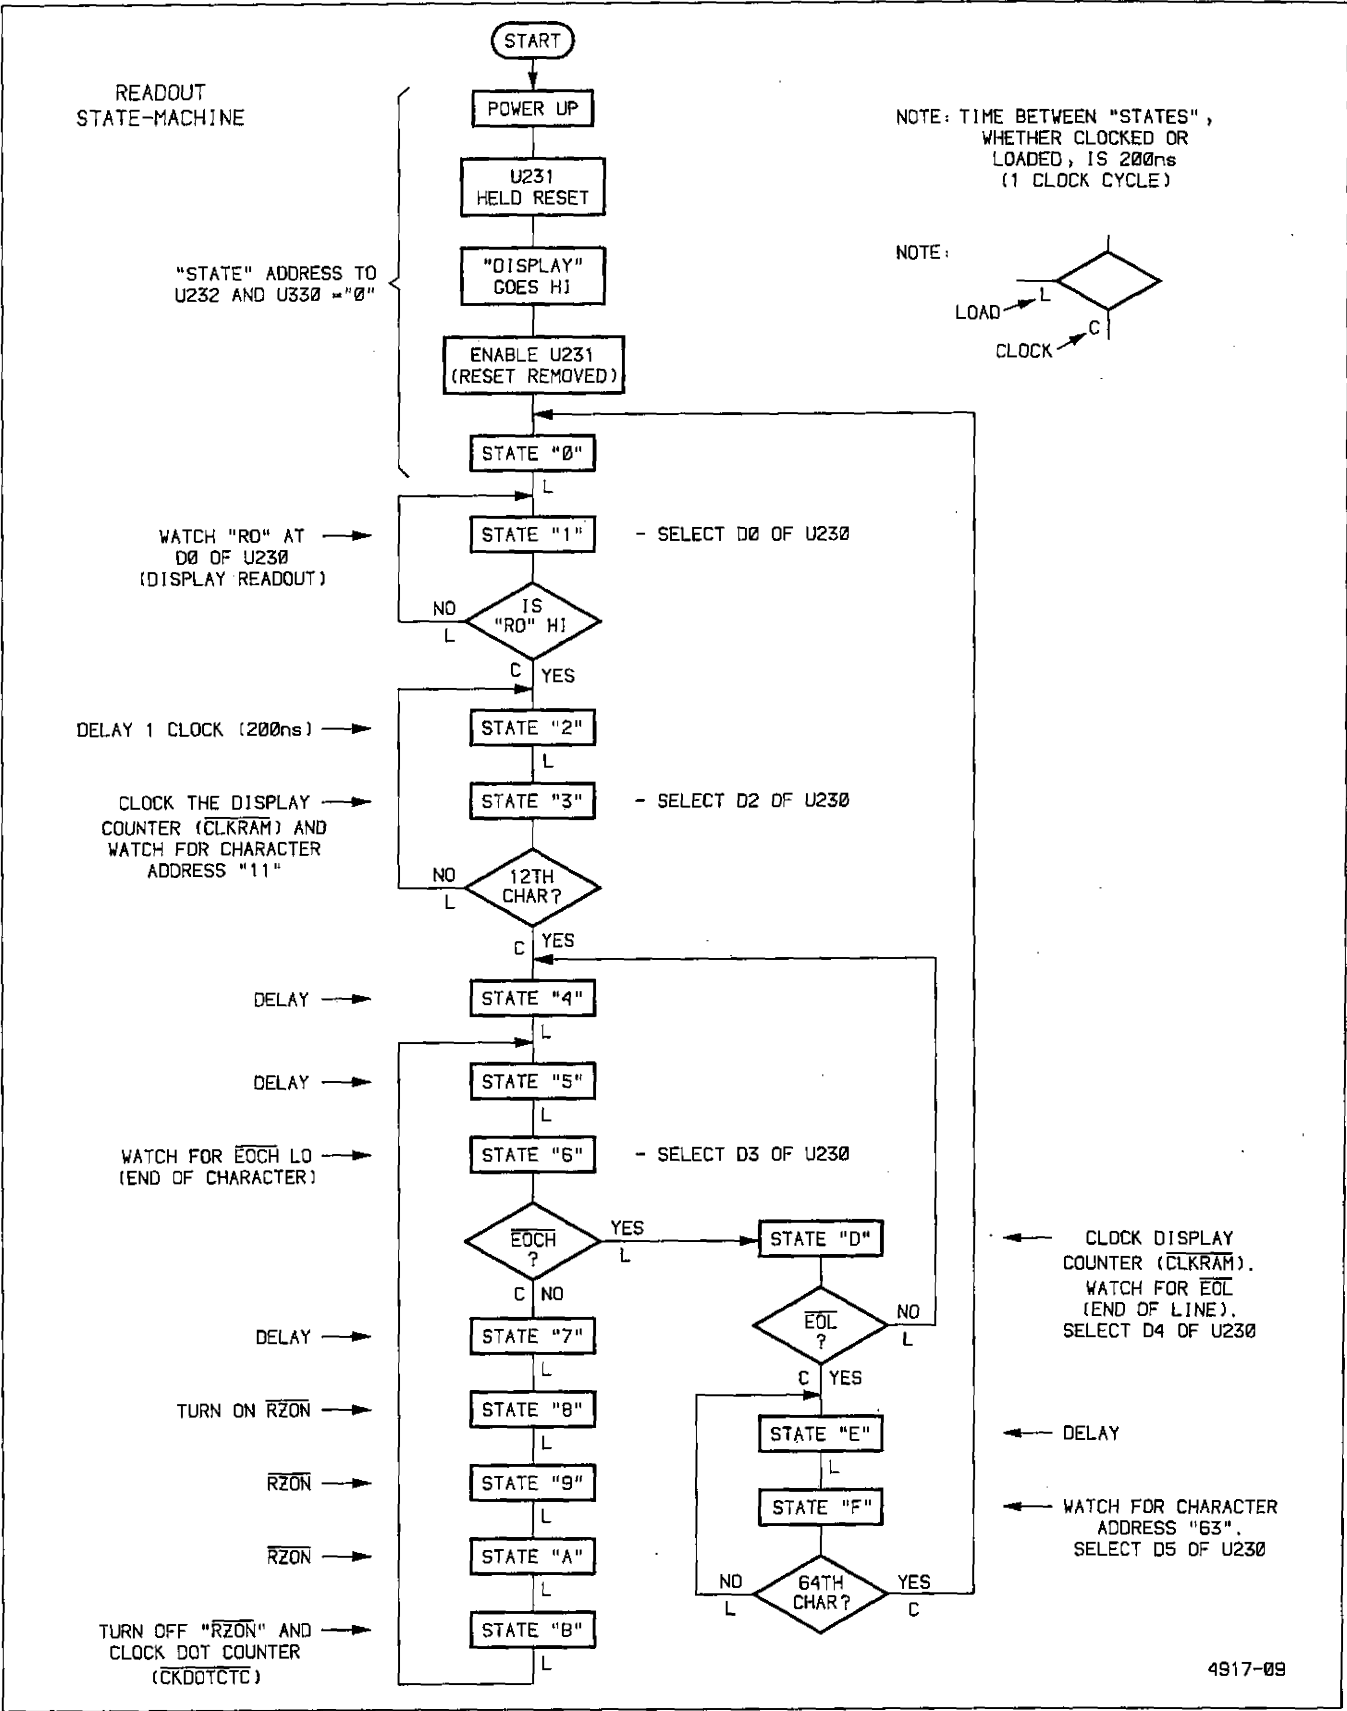 START
READOUT
STATE-MACHINE
POWER UP
NOTE: TIME BETWEEN "STATES",
WHETHER CLOCKED OR
LOADED, IS 200ns
(1 CLOCK CYCLE)
U231
HELD RESET
"STATE" ADDRESS TO
U232 AND U330 ="0"
"DISPLAY"
GOES HI
NOTE:
LOAD
L
C
CLOCK
ENABLE U231
(RESET REMOVED)
STATE "0"
L
WATCH "RO" AT
D0 OF U230
(DISPLAY READOUT)
STATE "1"
- SELECT D0 OF U230
NO
L
IS
"RO" HI
C YES
DELAY 1 CLOCK (200ns)
STATE "2"
L
CLOCK THE DISPLAY
COUNTER (CLKRAM) AND
WATCH FOR CHARACTER
ADDRESS "11"
STATE "3"
- SELECT D2 OF U230
NO
L
12TH
CHAR?
C YES
DELAY
STATE "4"
L
DELAY
STATE "5"
L
WATCH FOR EOCH LO
(END OF CHARACTER)
STATE "6"
- SELECT D3 OF U230
EOCH
?
YES
L
C NO
STATE "D"
CLOCK DISPLAY
COUNTER (CLKRAM).
WATCH FOR EOL
(END OF LINE).
SELECT D4 OF U230
EOL
?
NO
L
C YES
DELAY
STATE "7"
L
TURN ON RZON
STATE "8"
L
STATE "E"
L
DELAY
RZON
STATE "9"
L
STATE "F"
WATCH FOR CHARACTER
ADDRESS "63".
SELECT D5 OF U230
RZON
STATE "A"
L
NO
L
64TH
CHAR?
YES
C
TURN OFF "RZON" AND
CLOCK DOT COUNTER
(CKDOTCTC)
STATE "B"
L
4917-09